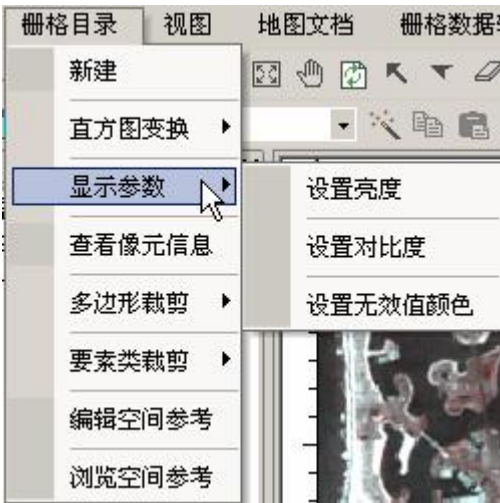 栅格目录 视图 地图文档 栅格数据
新建
直方图变换
显示参数
设置亮度
查看像元信息
设置对比度
多边形裁剪
设置无效值颜色
要素类裁剪
编辑空间参考
浏览空间参考